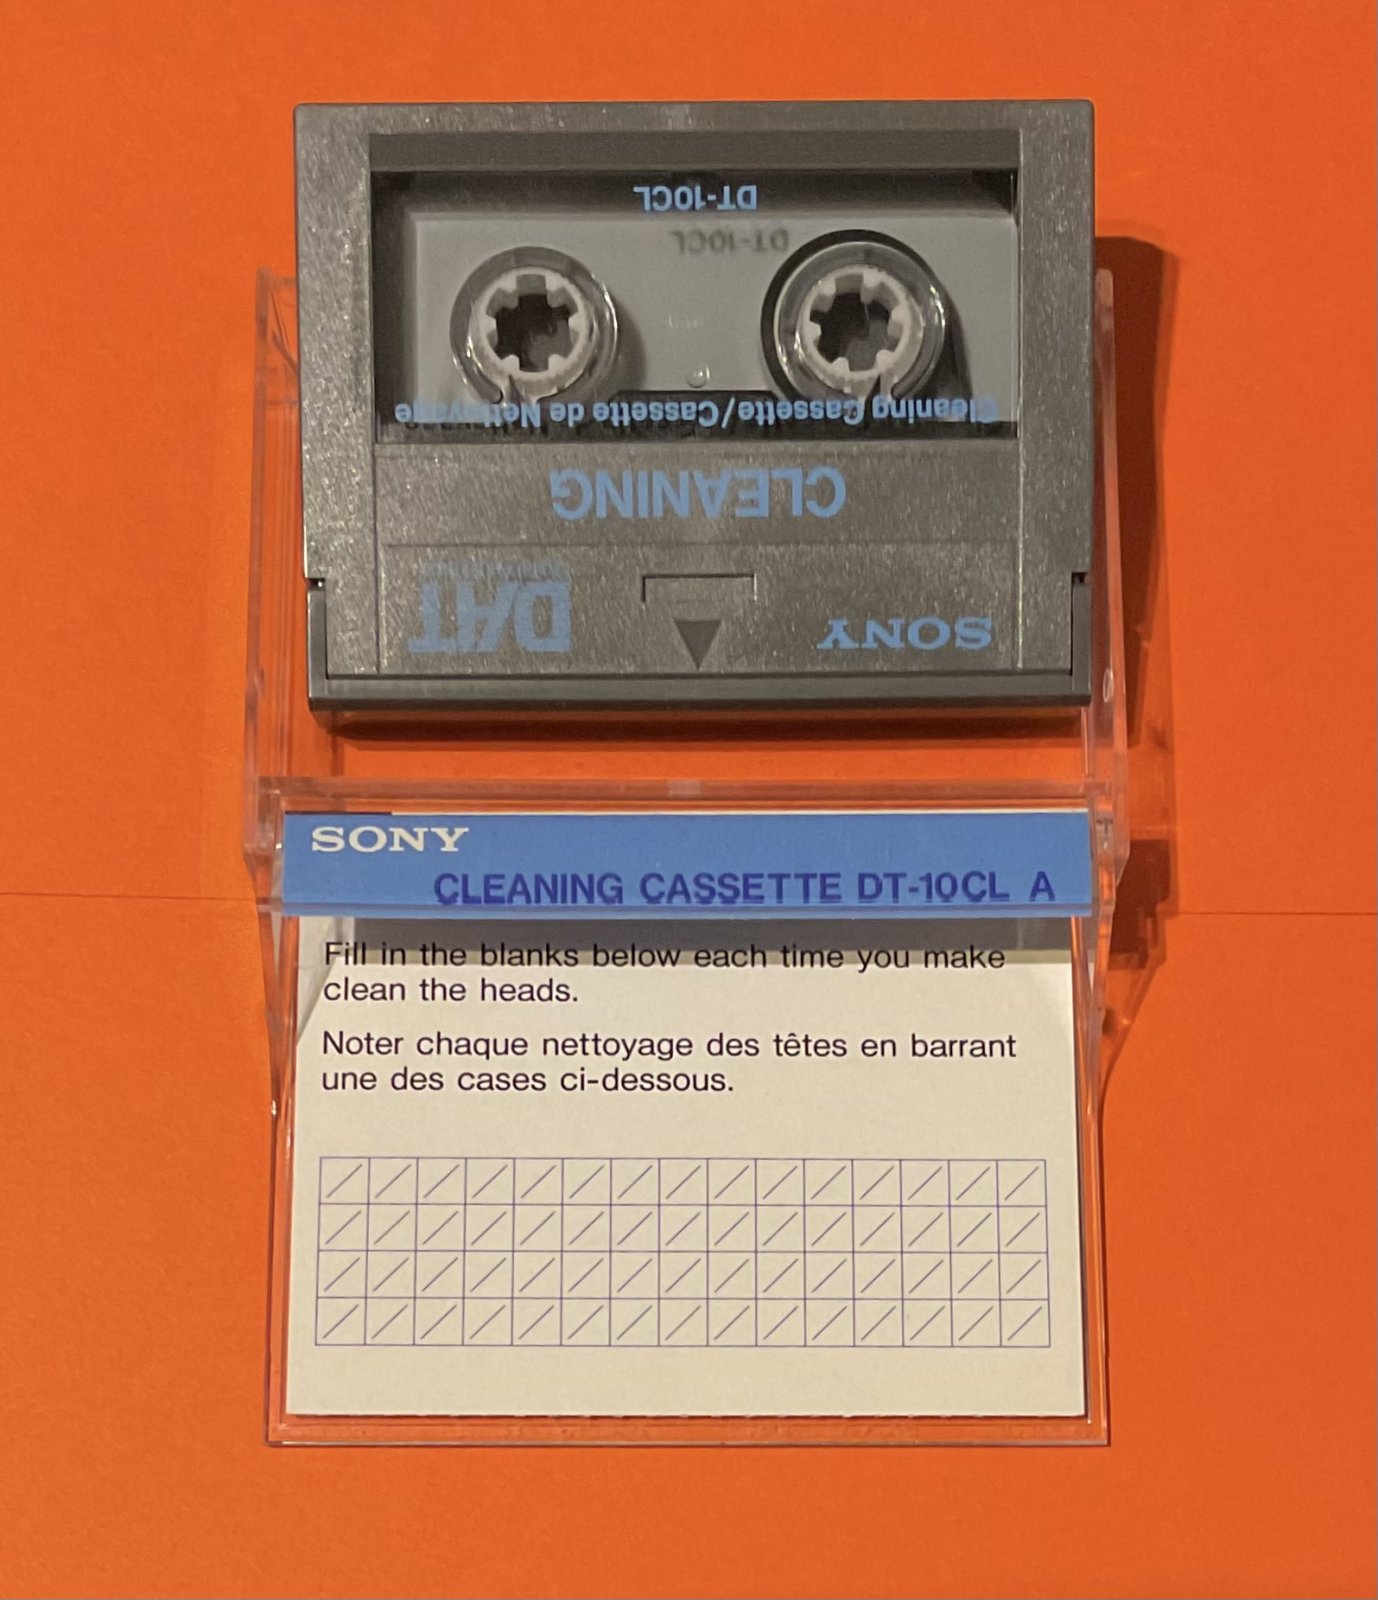 DT-10CL
Cleaning Cassette/Cassette de Nettoyage
CLEANING
SONY
DAT
SONY
CLEANING CASSETTE DT-10CL A
Fill in the blanks below each time you make
clean the heads.
Noter chaque nettoyage des têtes en barrant
une des cases ci-dessous.